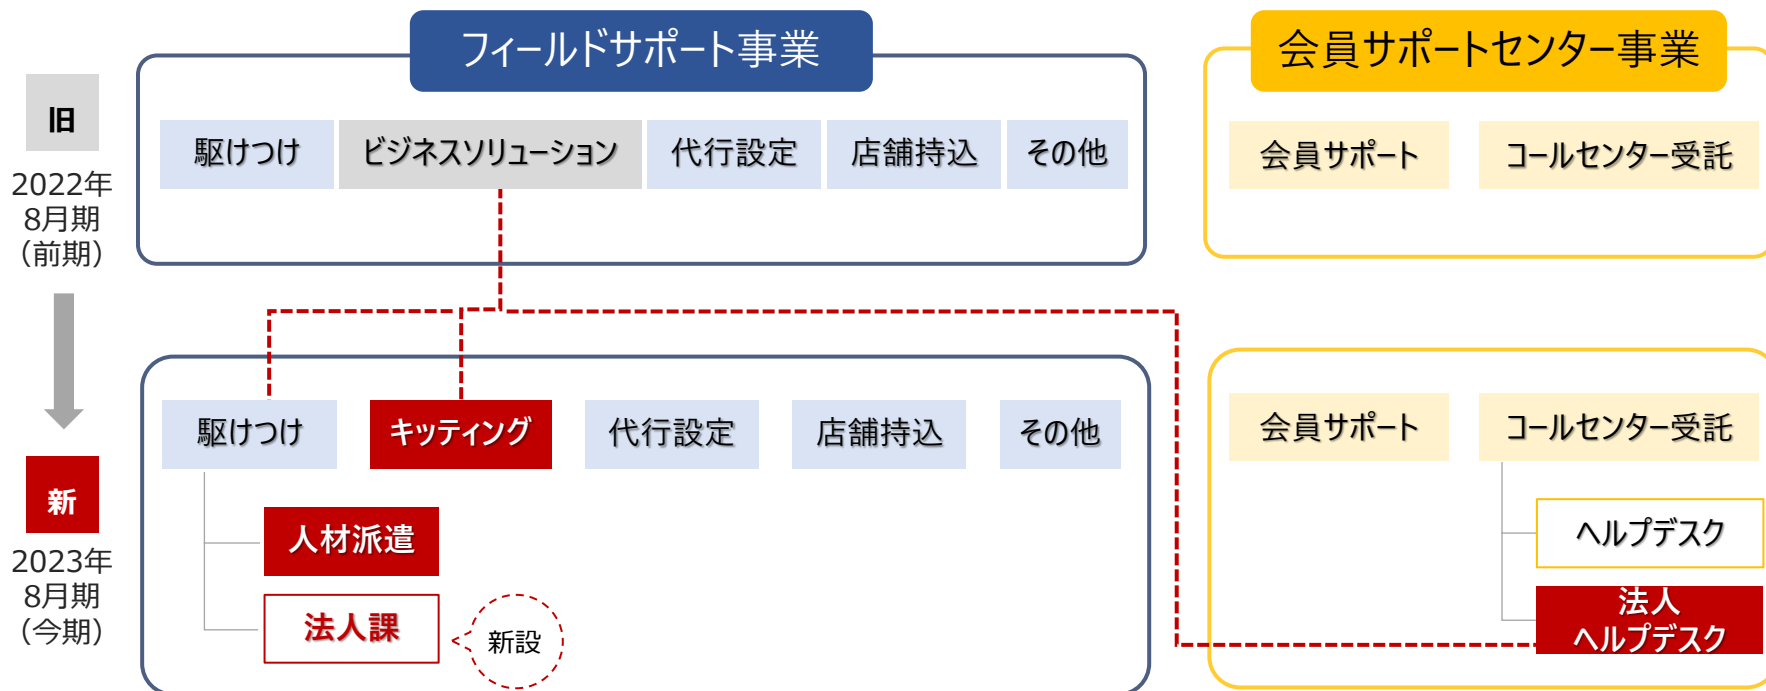 フィールドサポート事業
会員サポートセンター事業
旧
2022年
8月期
（前期）
駆けつけ
ビジネスソリューション
代行設定
店舗持込
その他
会員サポート
コールセンター受託
新
2023年
8月期
（今期）
駆けつけ
キッティング
代行設定
店舗持込
その他
人材派遣
法人課
新設
会員サポート
コールセンター受託
ヘルプデスク
法人
ヘルプデスク